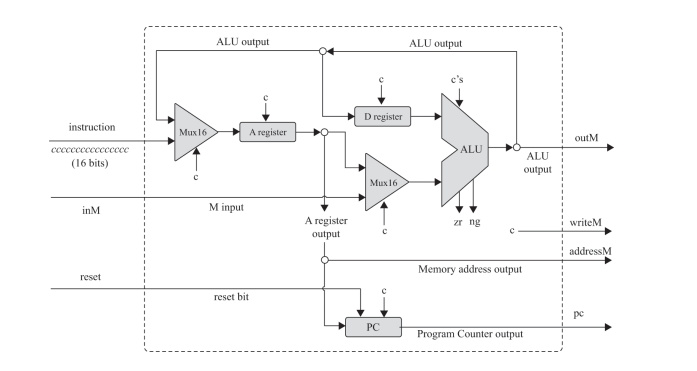 ALU output
ALU output
c
c
c's
instruction
Mux16
A register
D register
ALU
outM
cccccccccccccccc
(16 bits)
c
Mux16
ALU
output
inM
M input
A register
output
c
zr ng
c
writeM
addressM
Memory address output
reset
reset bit
c
pc
PC
Program Counter output